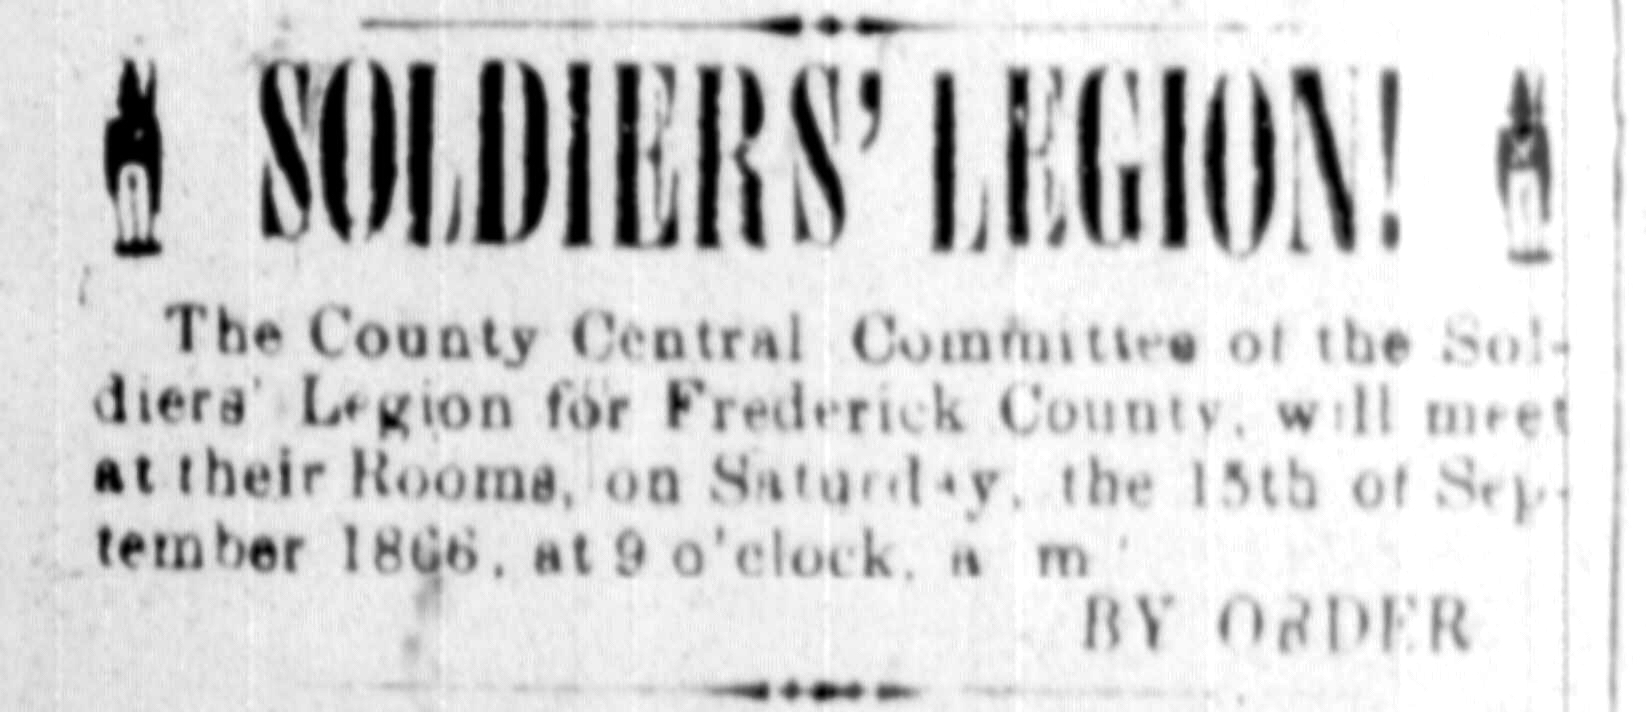 SOLDIERS' LEGION!
The County Central Committee of the Sol-
diers' Legion for Frederick County, will meet
at their Rooms, on Saturday, the 15th of Sep-
tember 1866, at 9 o'clock, a m
BY ORDER